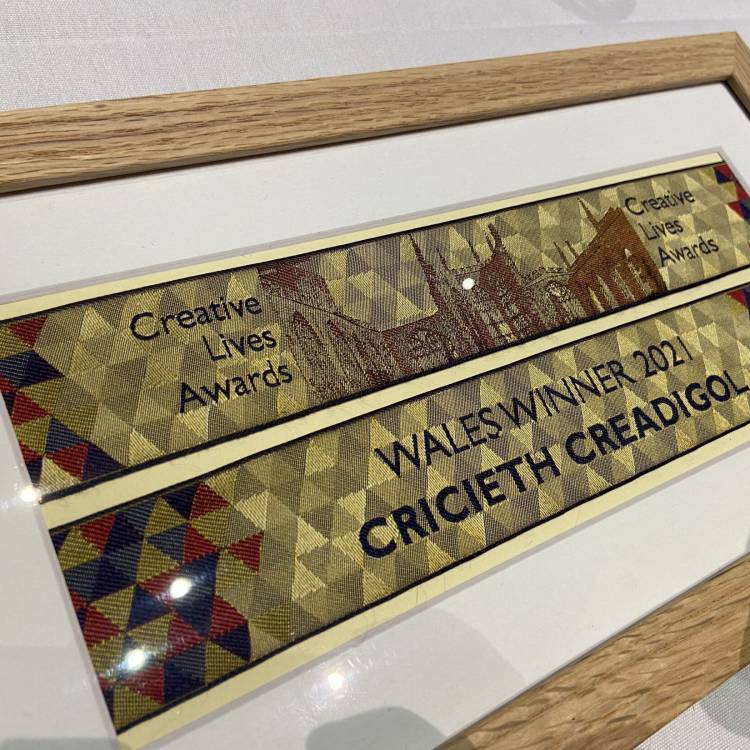 Creative
Lives
Awards
Creative
Lives
Awards
WALES WINNER 2021
CRICIETH CREADIGOL